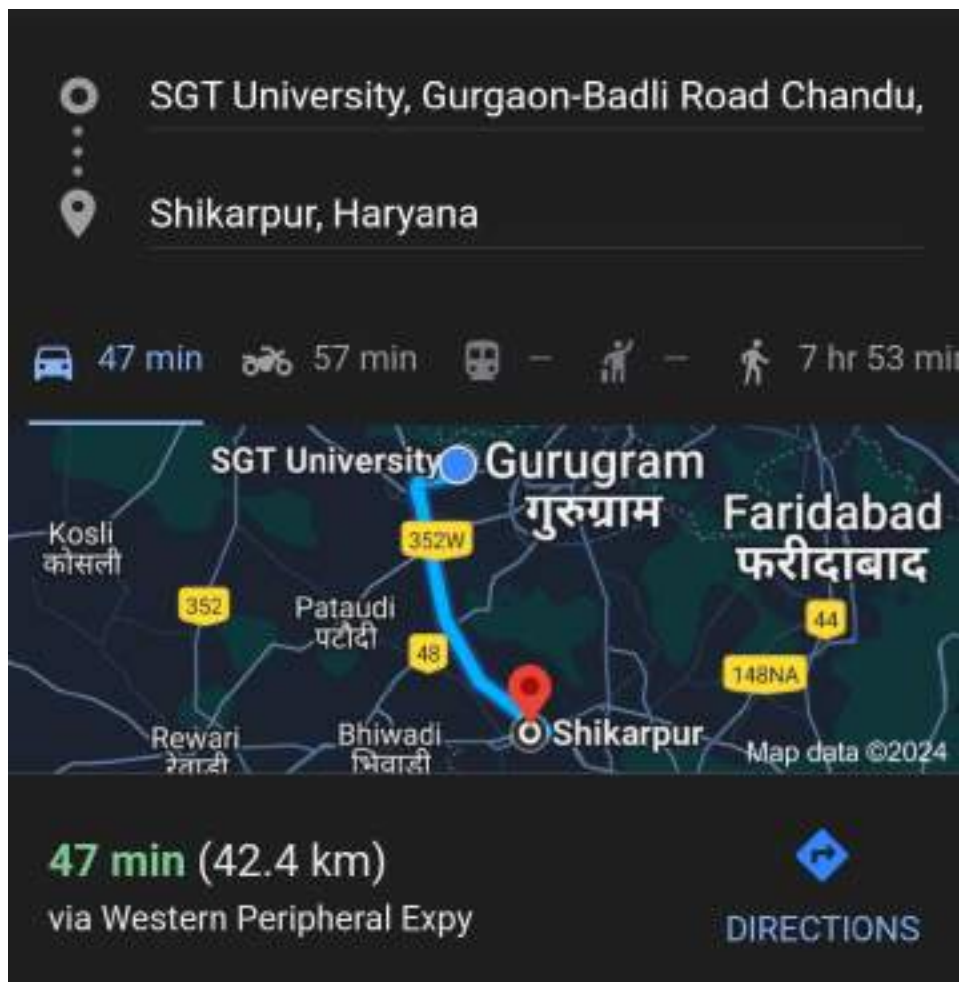 SGT University, Gurgaon-Badli Road Chandu,
Shikarpur, Haryana
47 min 57 min — — 7 hr 53 min
SGT University Gurugram
गुरुग्राम
Faridabad
फरीदाबाद
Kosli
कोसली
352W
352
Pataudi
पटौदी
44
48
148NA
Rewari
रेवाड़ी
Bhiwadi
भिवाड़ी
Shikarpur
Map data ©2024
47 min (42.4 km)
via Western Peripheral Expy
DIRECTIONS